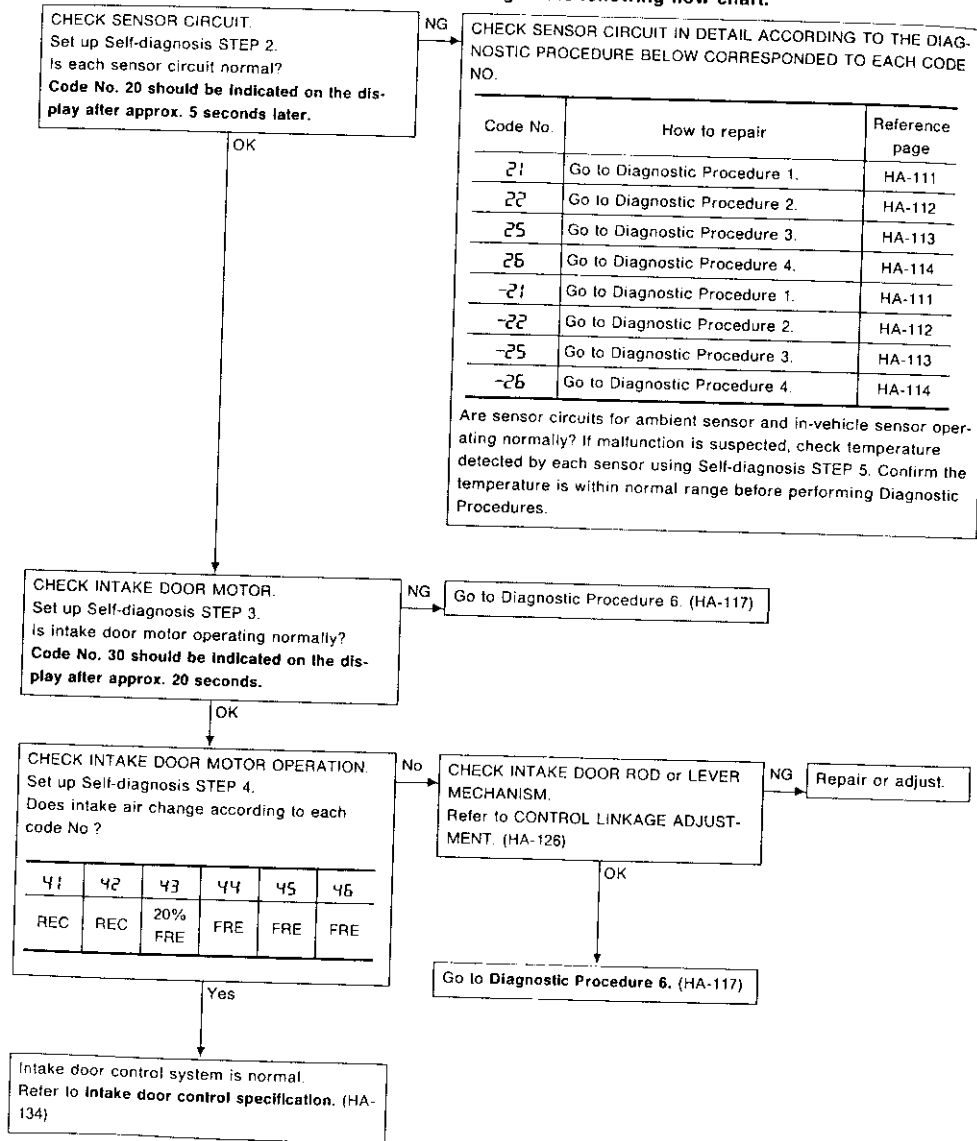 following flow chart.
CHECK SENSOR CIRCUIT.
Set up Self-diagnosis STEP 2.
Is each sensor circuit normal?
Code No. 20 should be indicated on the dis-
play after approx. 5 seconds later.
NG
OK
CHECK SENSOR CIRCUIT IN DETAIL ACCORDING TO THE DIAG-
NOSTIC PROCEDURE BELOW CORRESPONDED TO EACH CODE
NO.
Code No. How to repair Reference page
21 Go to Diagnostic Procedure 1. HA-111
22 Go to Diagnostic Procedure 2. HA-112
25 Go to Diagnostic Procedure 3. HA-113
26 Go to Diagnostic Procedure 4. HA-114
-21 Go to Diagnostic Procedure 1. HA-111
-22 Go to Diagnostic Procedure 2. HA-112
-25 Go to Diagnostic Procedure 3. HA-113
-26 Go to Diagnostic Procedure 4. HA-114
Are sensor circuits for ambient sensor and in-vehicle sensor oper-
ating normally? If malfunction is suspected, check temperature
detected by each sensor using Self-diagnosis STEP 5. Confirm the
temperature is within normal range before performing Diagnostic
Procedures.
CHECK INTAKE DOOR MOTOR.
Set up Self-diagnosis STEP 3.
Is intake door motor operating normally?
Code No. 30 should be indicated on the dis-
play after approx. 20 seconds.
NG
Go to Diagnostic Procedure 6. (HA-117)
OK
CHECK INTAKE DOOR MOTOR OPERATION.
Set up Self-diagnosis STEP 4.
Does intake air change according to each
code No ?
41 42 43 44 45 46
REC REC 20% FRE FRE FRE FRE
No
CHECK INTAKE DOOR ROD or LEVER
MECHANISM.
Refer to CONTROL LINKAGE ADJUST-
MENT. (HA-126)
NG
Repair or adjust.
OK
Go to Diagnostic Procedure 6. (HA-117)
Yes
Intake door control system is normal.
Refer to Intake door control specification. (HA-
134)